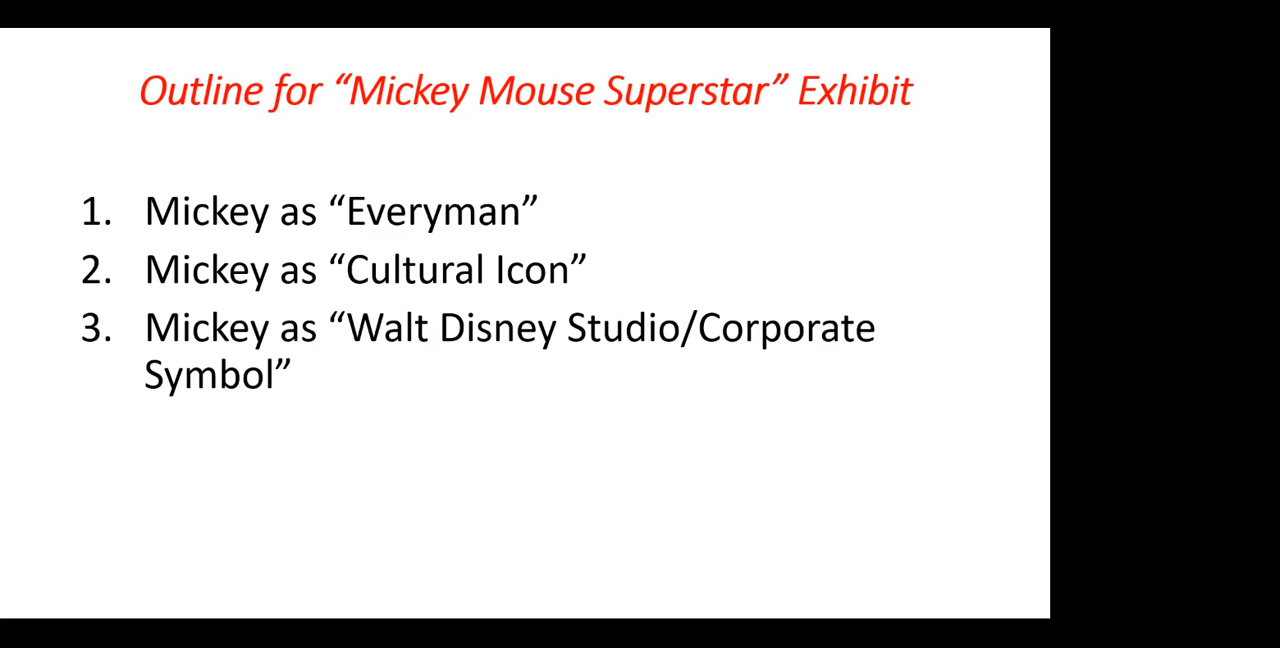 Outline for “Mickey Mouse Superstar” Exhibit
1. Mickey as “Everyman”
2. Mickey as “Cultural Icon”
3. Mickey as “Walt Disney Studio/Corporate
Symbol”